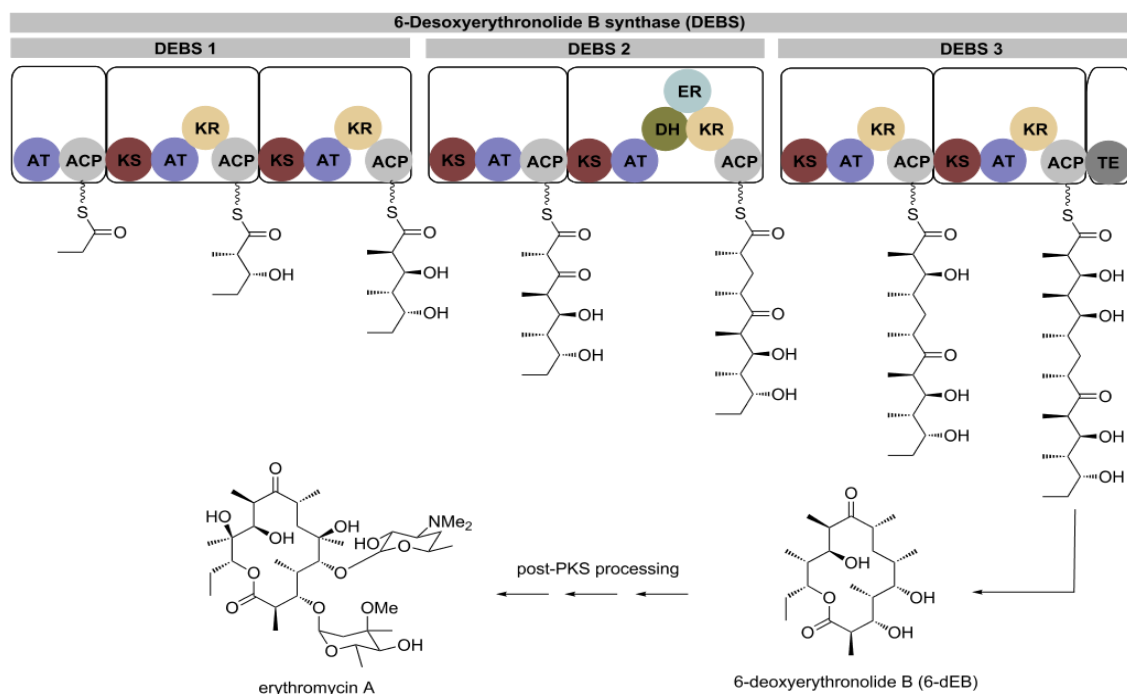 6-Desoxyerythronolide B synthase (DEBS)
DEBS 1 DEBS 2 DEBS 3
ER
KR KR DH KR KR KR
AT ACP KS AT ACP KS AT ACP KS AT ACP KS AT ACP KS AT ACP KS AT ACP TE
S S S S S S S
O O O O O O O
OH OH O OH OH
OH OH OH O OH O O
OH OH OH OH OH
OH OH OH
O
HO OH OH HO NMe2
O O O
O O O OMe
O OH
erythromycin A
post-PKS processing
O
OH
O OH
O OH
6-deoxyerythronolide B (6-dEB)